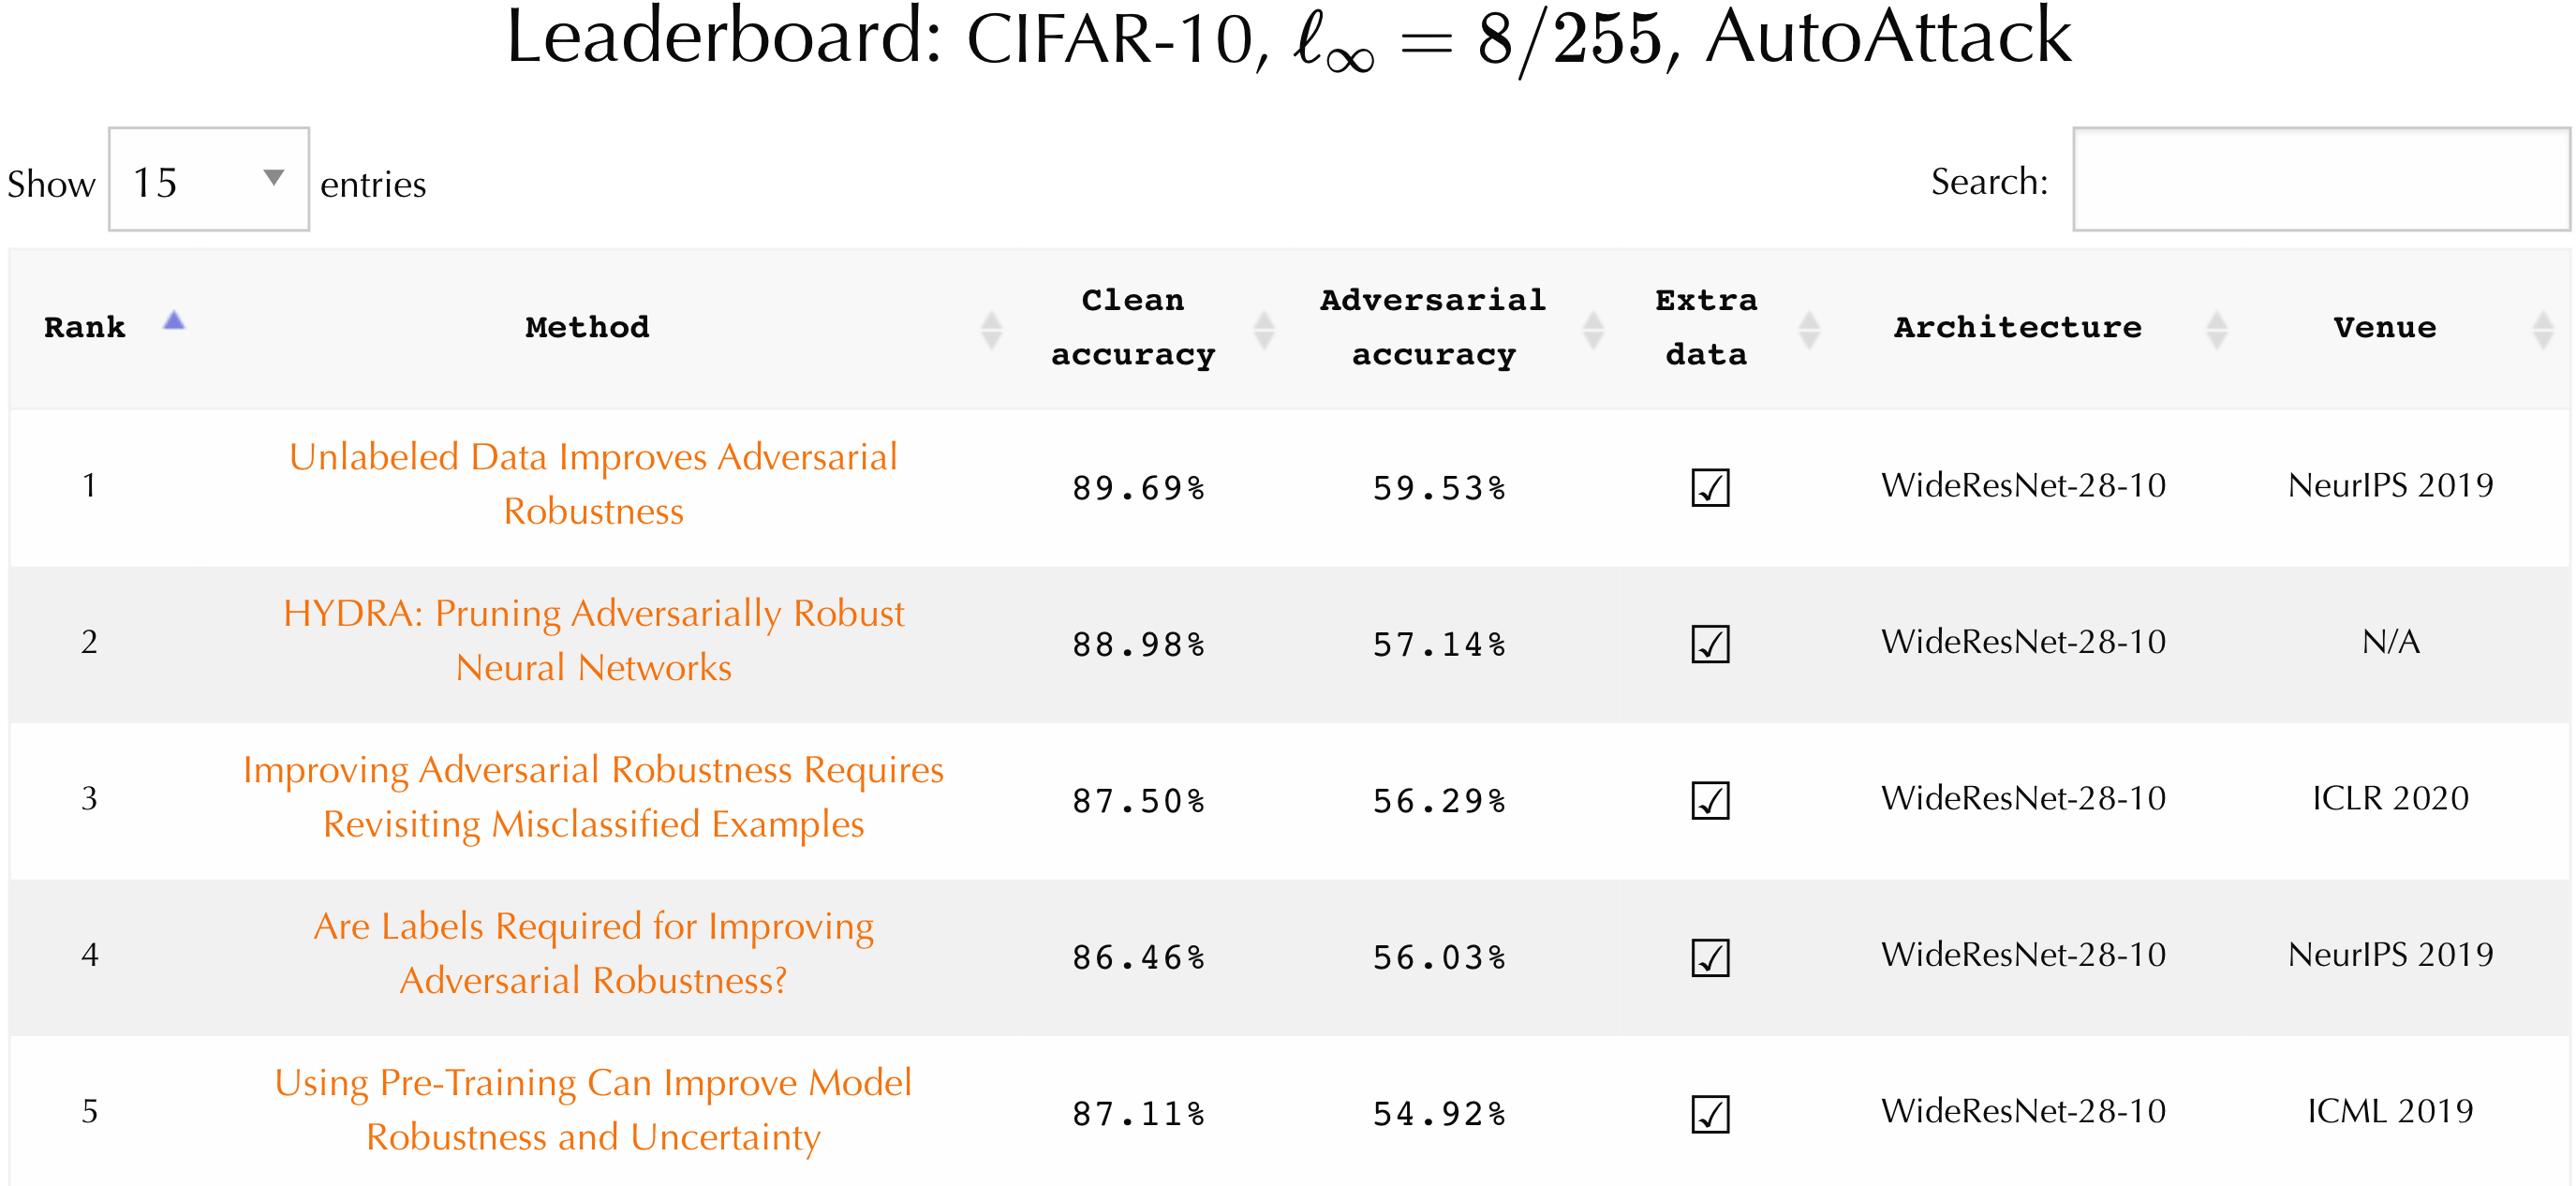 Leaderboard: CIFAR-10, ℓ∞ = 8/255, AutoAttack
Show 15 entries
Search:
Rank Method Clean accuracy Adversarial accuracy Extra data Architecture Venue
1 Unlabeled Data Improves Adversarial Robustness 89.69% 59.53% ☑ WideResNet-28-10 NeurIPS 2019
2 HYDRA: Pruning Adversarially Robust Neural Networks 88.98% 57.14% ☑ WideResNet-28-10 N/A
3 Improving Adversarial Robustness Requires Revisiting Misclassified Examples 87.50% 56.29% ☑ WideResNet-28-10 ICLR 2020
4 Are Labels Required for Improving Adversarial Robustness? 86.46% 56.03% ☑ WideResNet-28-10 NeurIPS 2019
5 Using Pre-Training Can Improve Model Robustness and Uncertainty 87.11% 54.92% ☑ WideResNet-28-10 ICML 2019